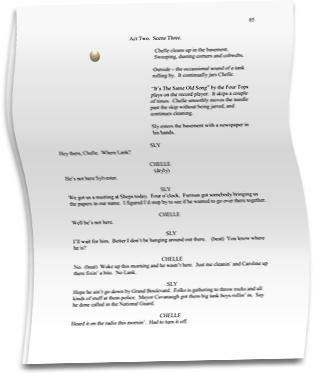 85
Act Two. Scene Three.
Chelle cleans up in the basement.
Sweeping, dusting corners and cobwebs.
Outside – the occasional sound of a tank
rolling by. It continually jars Chelle.
"It's The Same Old Song" by the Four Tops
plays on the record player. It skips a couple
of times. Chelle smoothly moves the needle
past the skip without being jarred, and
continues cleaning.
Sly enters the basement with a newspaper in
his hands.
SLY
Hey there, Chelle. Where Lank?
CHELLE
(dryly)
He's not here Sylvester.
SLY
We got us a meeting at Sheps today. Four o'clock. Furman got somebody bringing us
the papers in our name. I figured I'd stop by to see if he wanted to go over there together.
CHELLE
Well he's not here.
SLY
I'll wait for him. Better I don't be hanging around out there. (beat) You know where
he is?
CHELLE
No. (beat) Woke up this morning and he wasn't here. Just me cleanin' and Caroline up
there fixin' a bite. No Lank.
SLY
Hope he ain't go down by Grand Boulevard. Folks is gathering to throw rocks and all
kinds of stuff at them police. Mayor Cavanaugh got them big tank boys rollin' in. Say
he done called in the National Guard.
CHELLE
Heard it on the radio this mornin'. Had to turn it off.